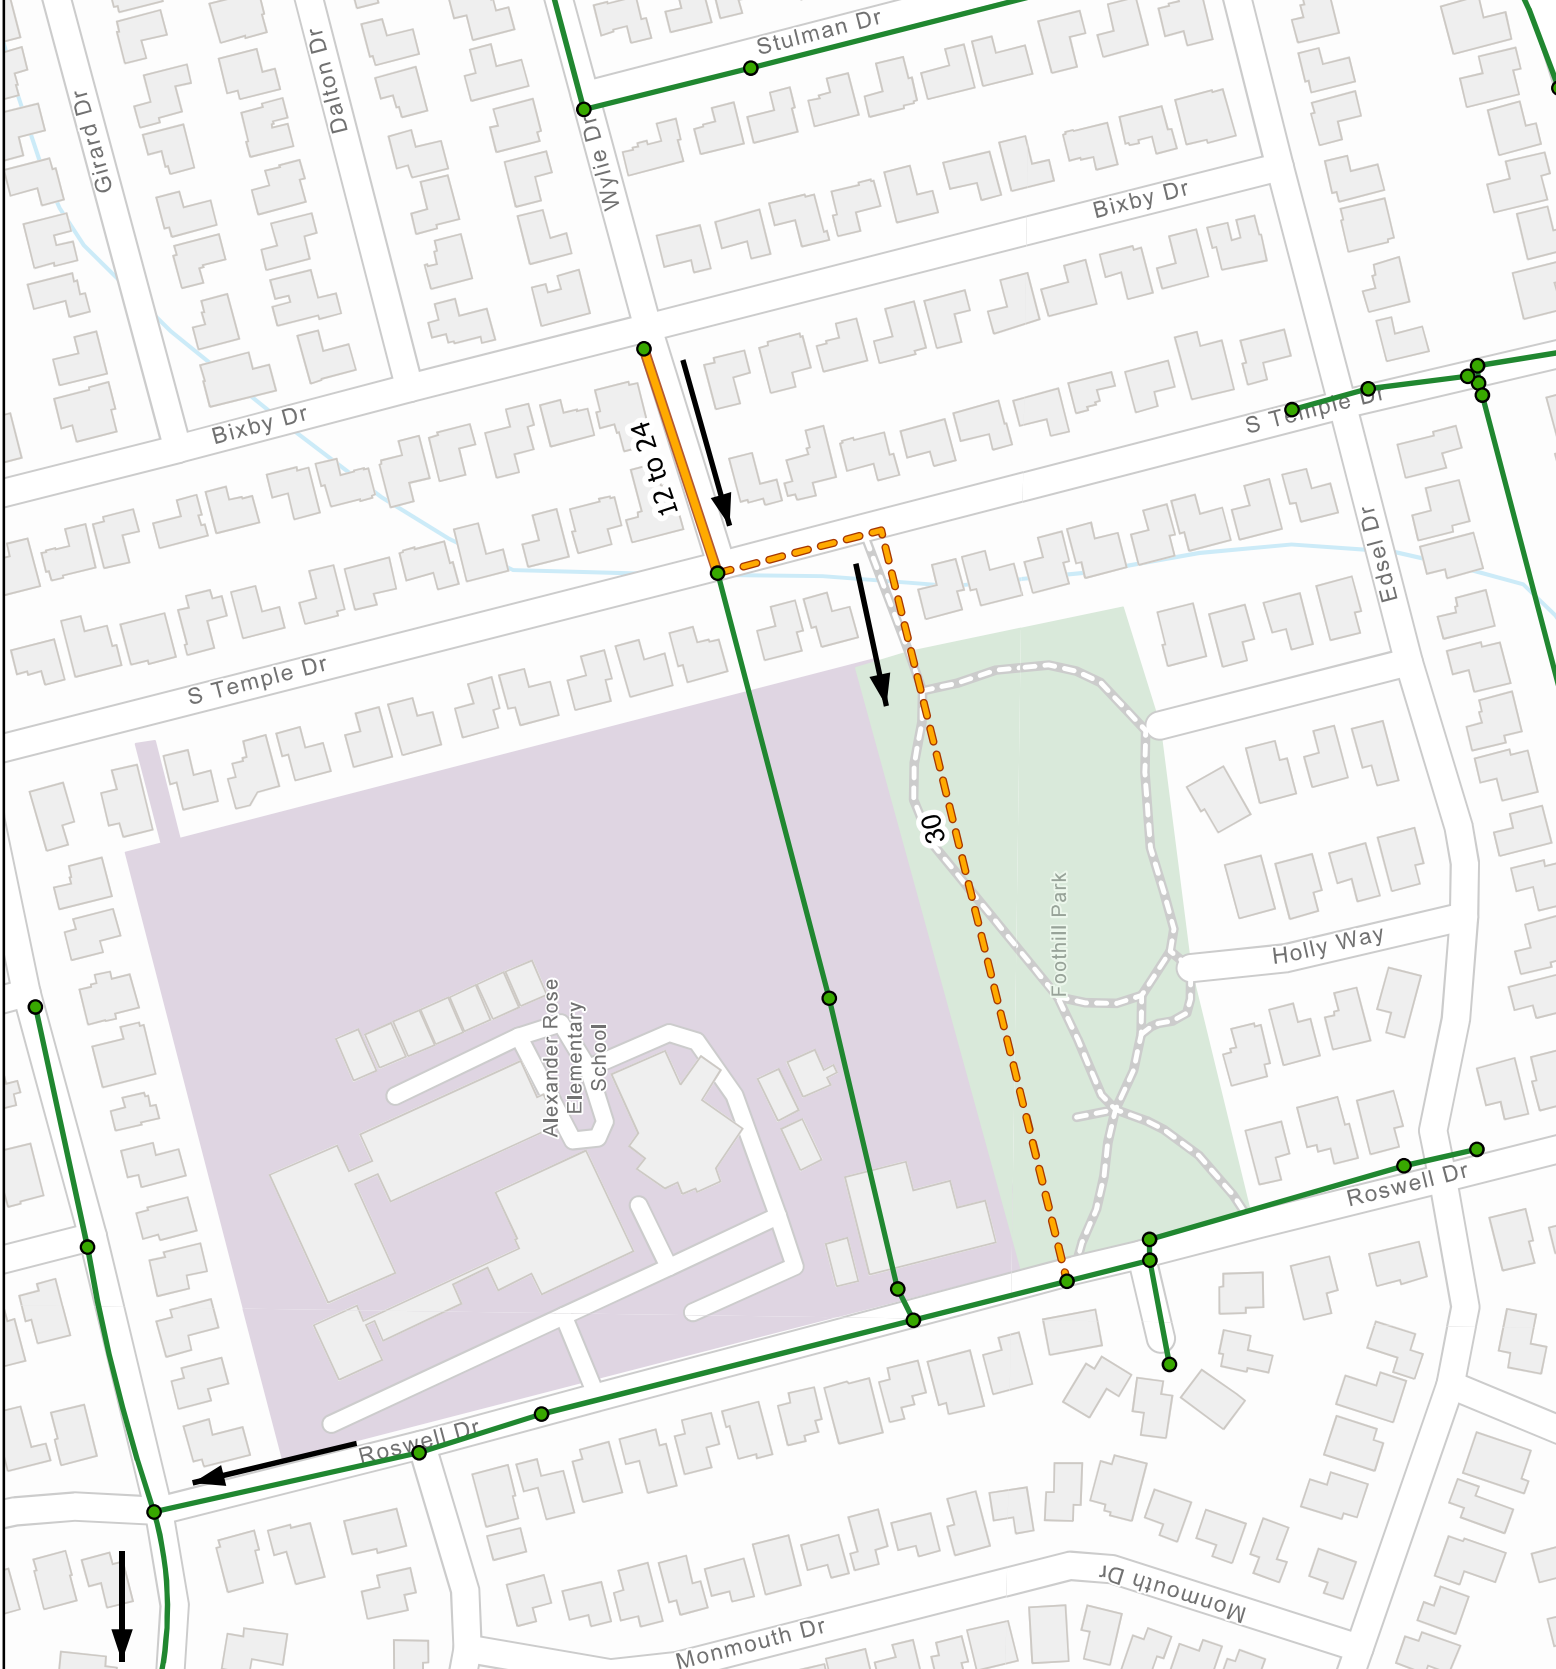 Stulman Dr
Dalton Dr
Girard Dr
Wylie Dr
Bixby Dr
Bixby Dr
S Temple Dr
12 to 24
Edsel Dr
S Temple Dr
30
Foothill Park
Holly Way
Alexander Rose
Elementary
School
Roswell Dr
Roswell Dr
Monmouth Dr
Monmouth Dr